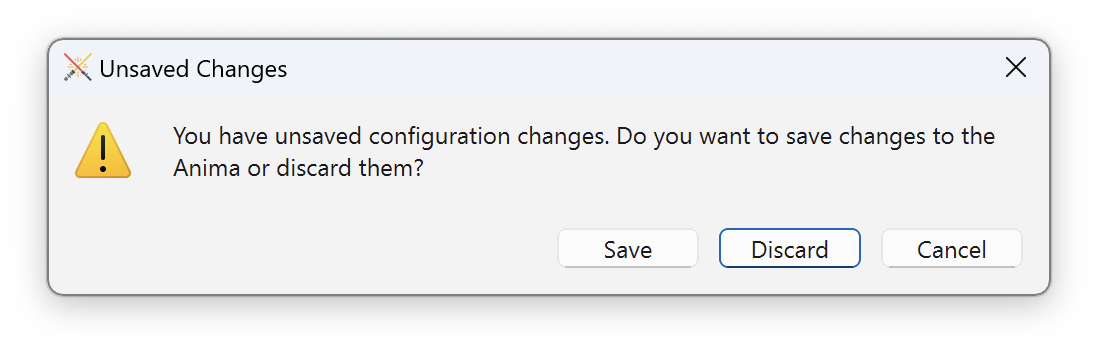 Unsaved Changes
You have unsaved configuration changes. Do you want to save changes to the
Anima or discard them?
Save Discard Cancel